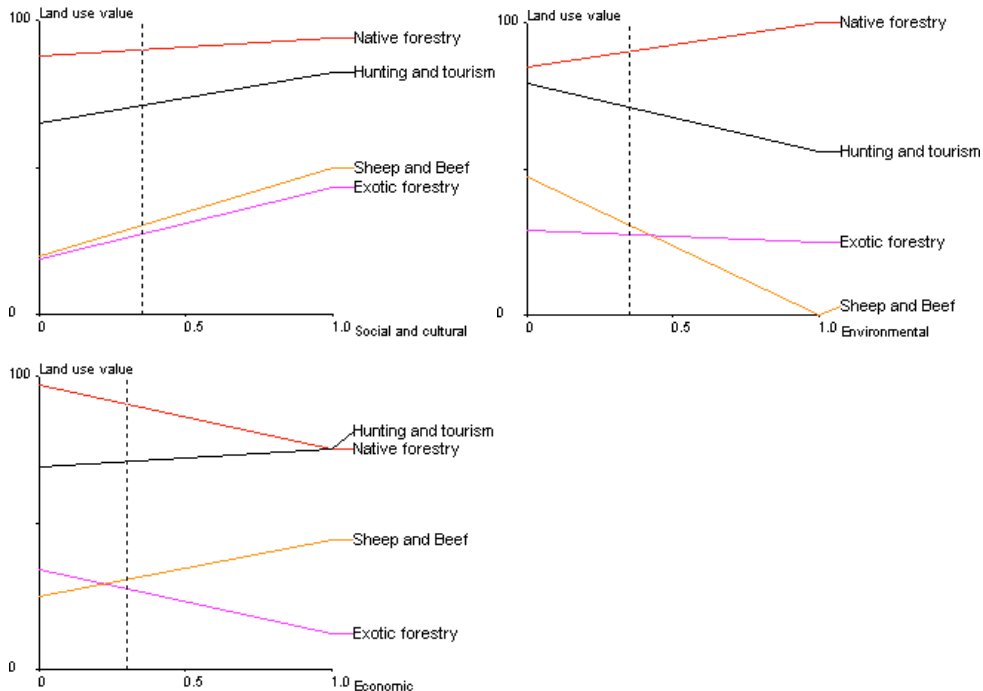 Land use value
100
Native forestry
Hunting and tourism
Sheep and Beef
Exotic forestry
0
0 0.5 1.0 Social and cultural
Land use value
100
Native forestry
Hunting and tourism
Exotic forestry
Sheep and Beef
0
0 0.5 1.0 Environmental
Land use value
100
Hunting and tourism
Native forestry
Sheep and Beef
Exotic forestry
0
0 0.5 1.0 Economic